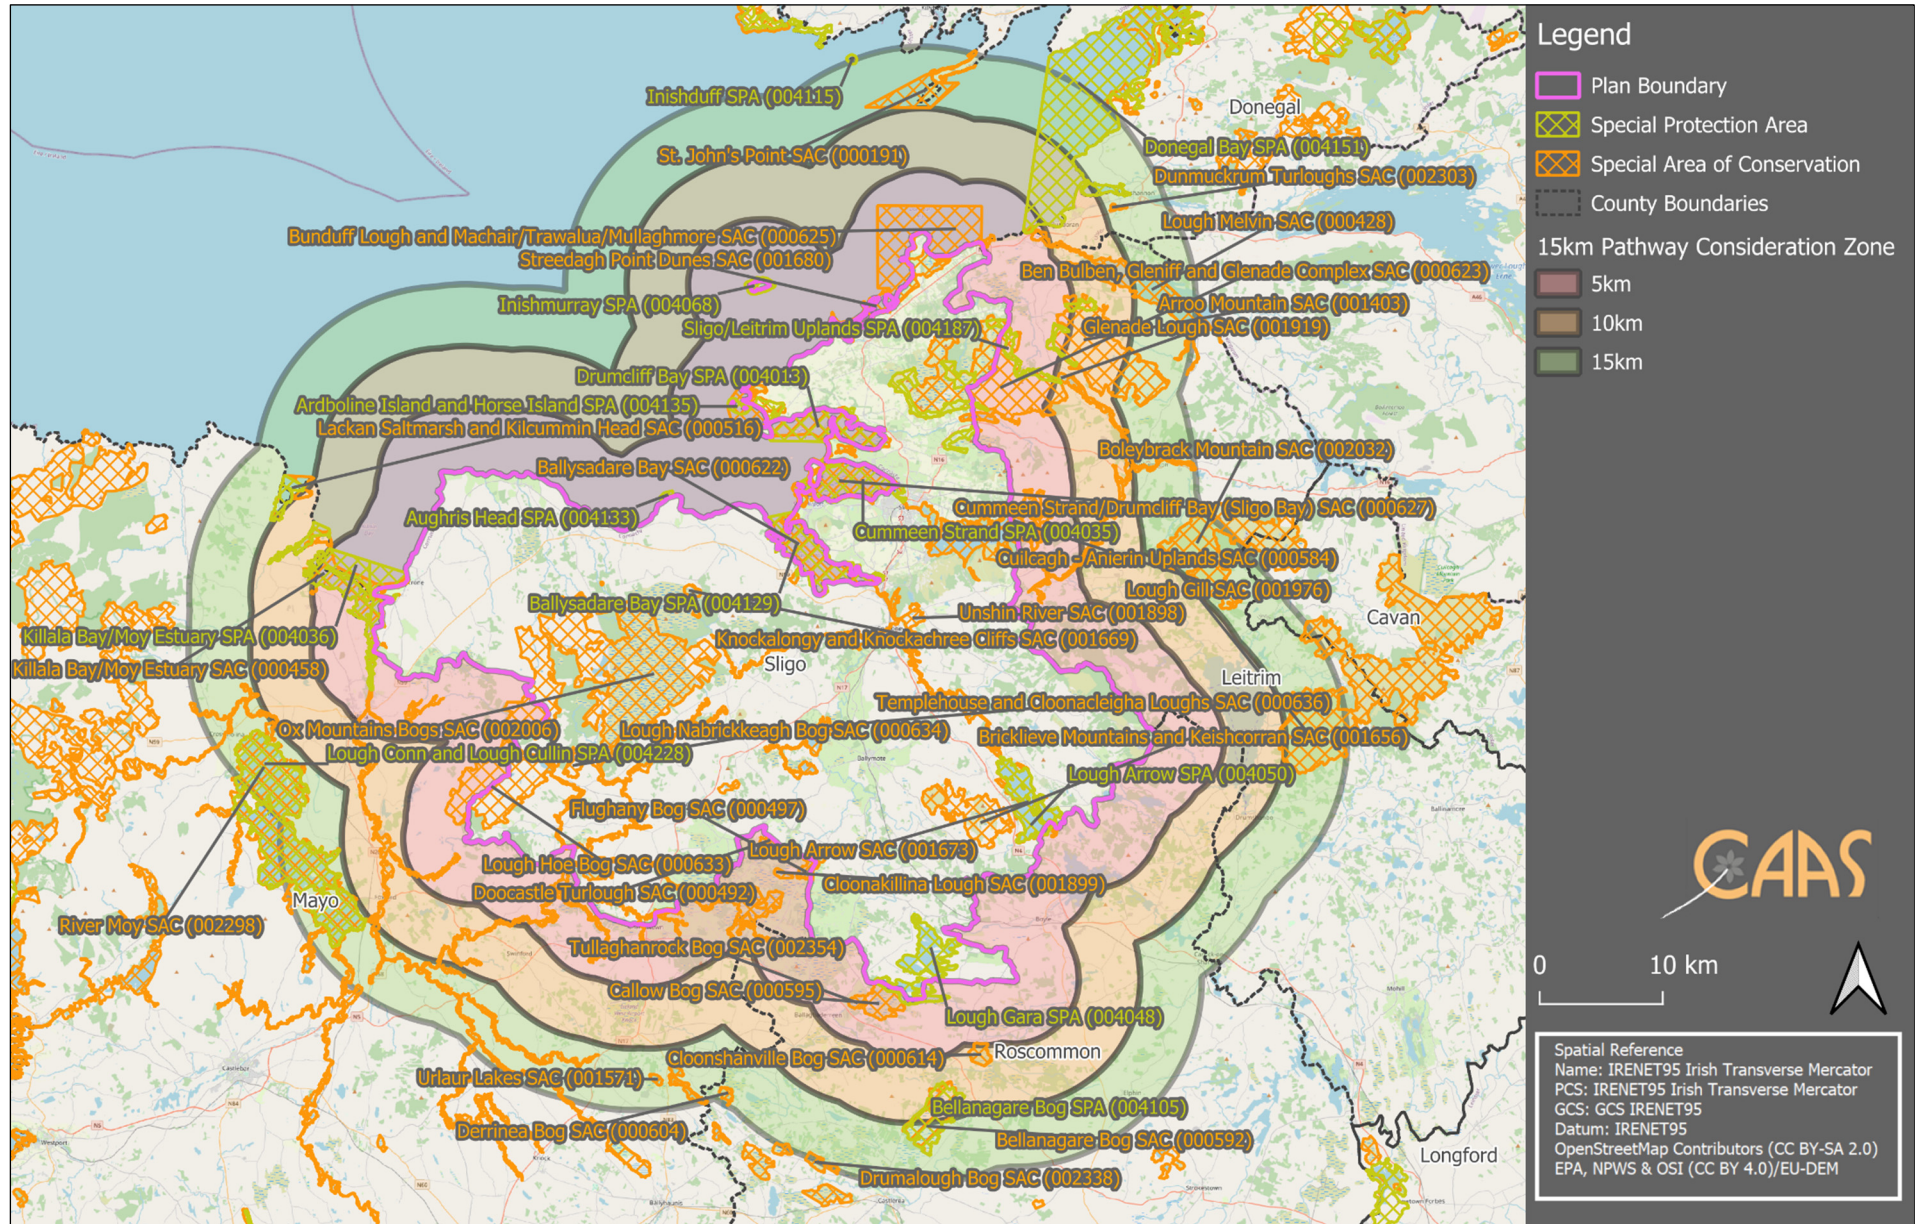 Inishduff SPA (004115)
Donegal
St. John's Point SAC (000191)
Donegal Bay SPA (004151)
Dunmuckrum Turloughs SAC (002303)
Lough Melvin SAC (000428)
Bunduff Lough and Machair/Trawalua/Mullaghmore SAC (000625)
Streedagh Point Dunes SAC (001680)
Ben Bulben, Gleniff and Glenade Complex SAC (000623)
Inishmurray SPA (004068)
Arroo Mountain SAC (001403)
Sligo/Leitrim Uplands SPA (004187)
Glenade Lough SAC (001919)
Drumcliff Bay SPA (004013)
Ardboline Island and Horse Island SPA (004135)
Lackan Saltmarsh and Kilcummin Head SAC (000516)
Boleybrack Mountain SAC (002032)
N16
Ballysadare Bay SAC (000622)
Cummeen Strand/Drumcliff Bay (Sligo Bay) SAC (000627)
Aughris Head SPA (004133)
Cummeen Strand SPA (004035)
Cuilcagh - Anierin Uplands SAC (000584)
Lough Gill SAC (001976)
Ballysadare Bay SPA (004129)
Unshin River SAC (001898)
Cavan
Killala Bay/Moy Estuary SPA (004036)
Knockalongy and Knockachree Cliffs SAC (001669)
Killala Bay/Moy Estuary SAC (000458)
Sligo
Leitrim
N17
Templehouse and Cloonacleigha Loughs SAC (000636)
Ox Mountains Bogs SAC (002006)
Lough Nabrickkeagh Bog SAC (000634)
Bricklieve Mountains and Keishcorran SAC (001656)
Lough Conn and Lough Cullin SPA (004228)
Ballymote
Lough Arrow SPA (004050)
Flughany Bog SAC (000497)
Lough Arrow SAC (001673)
Lough Hoe Bog SAC (000633)
Cloonakillina Lough SAC (001899)
Doocastle Turlough SAC (000492)
Mayo
River Moy SAC (002298)
Boyle
Tullaghanrock Bog SAC (002354)
Swinford
Callow Bog SAC (000595)
Mohill
Lough Gara SPA (004048)
Ballaghaderreen
Cloonshanville Bog SAC (000614)
Roscommon
Castlebar
Urlaur Lakes SAC (001571)
Elphin
Bellanagare Bog SPA (004105)
Derrinea Bog SAC (000604)
Bellanagare Bog SAC (000592)
Westport
Knock
Longford
Drumalough Bog SAC (002338)
Strokestown
Ballyhaunis
Castlerea
Legend
Plan Boundary
Special Protection Area
Special Area of Conservation
County Boundaries
15km Pathway Consideration Zone
5km
10km
15km
CAAS
0 10 km
Spatial Reference
Name: IRENET95 Irish Transverse Mercator
PCS: IRENET95 Irish Transverse Mercator
GCS: GCS IRENET95
Datum: IRENET95
OpenStreetMap Contributors (CC BY-SA 2.0)
EPA, NPWS & OSI (CC BY 4.0)/EU-DEM